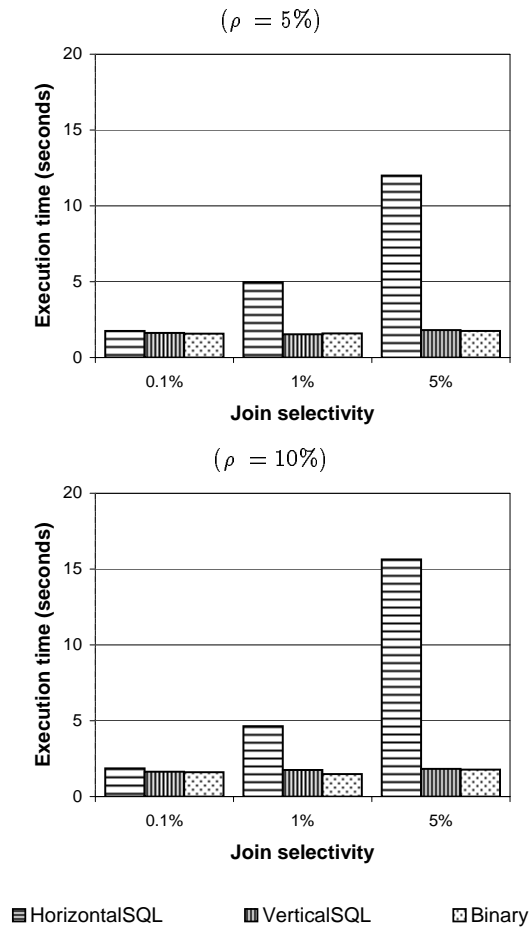 (ρ = 5%)
20
15
10
5
0
Execution time (seconds)
0.1% 1% 5%
Join selectivity
(ρ = 10%)
20
15
10
5
0
Execution time (seconds)
0.1% 1% 5%
Join selectivity
HorizontalSQL VerticalSQL Binary